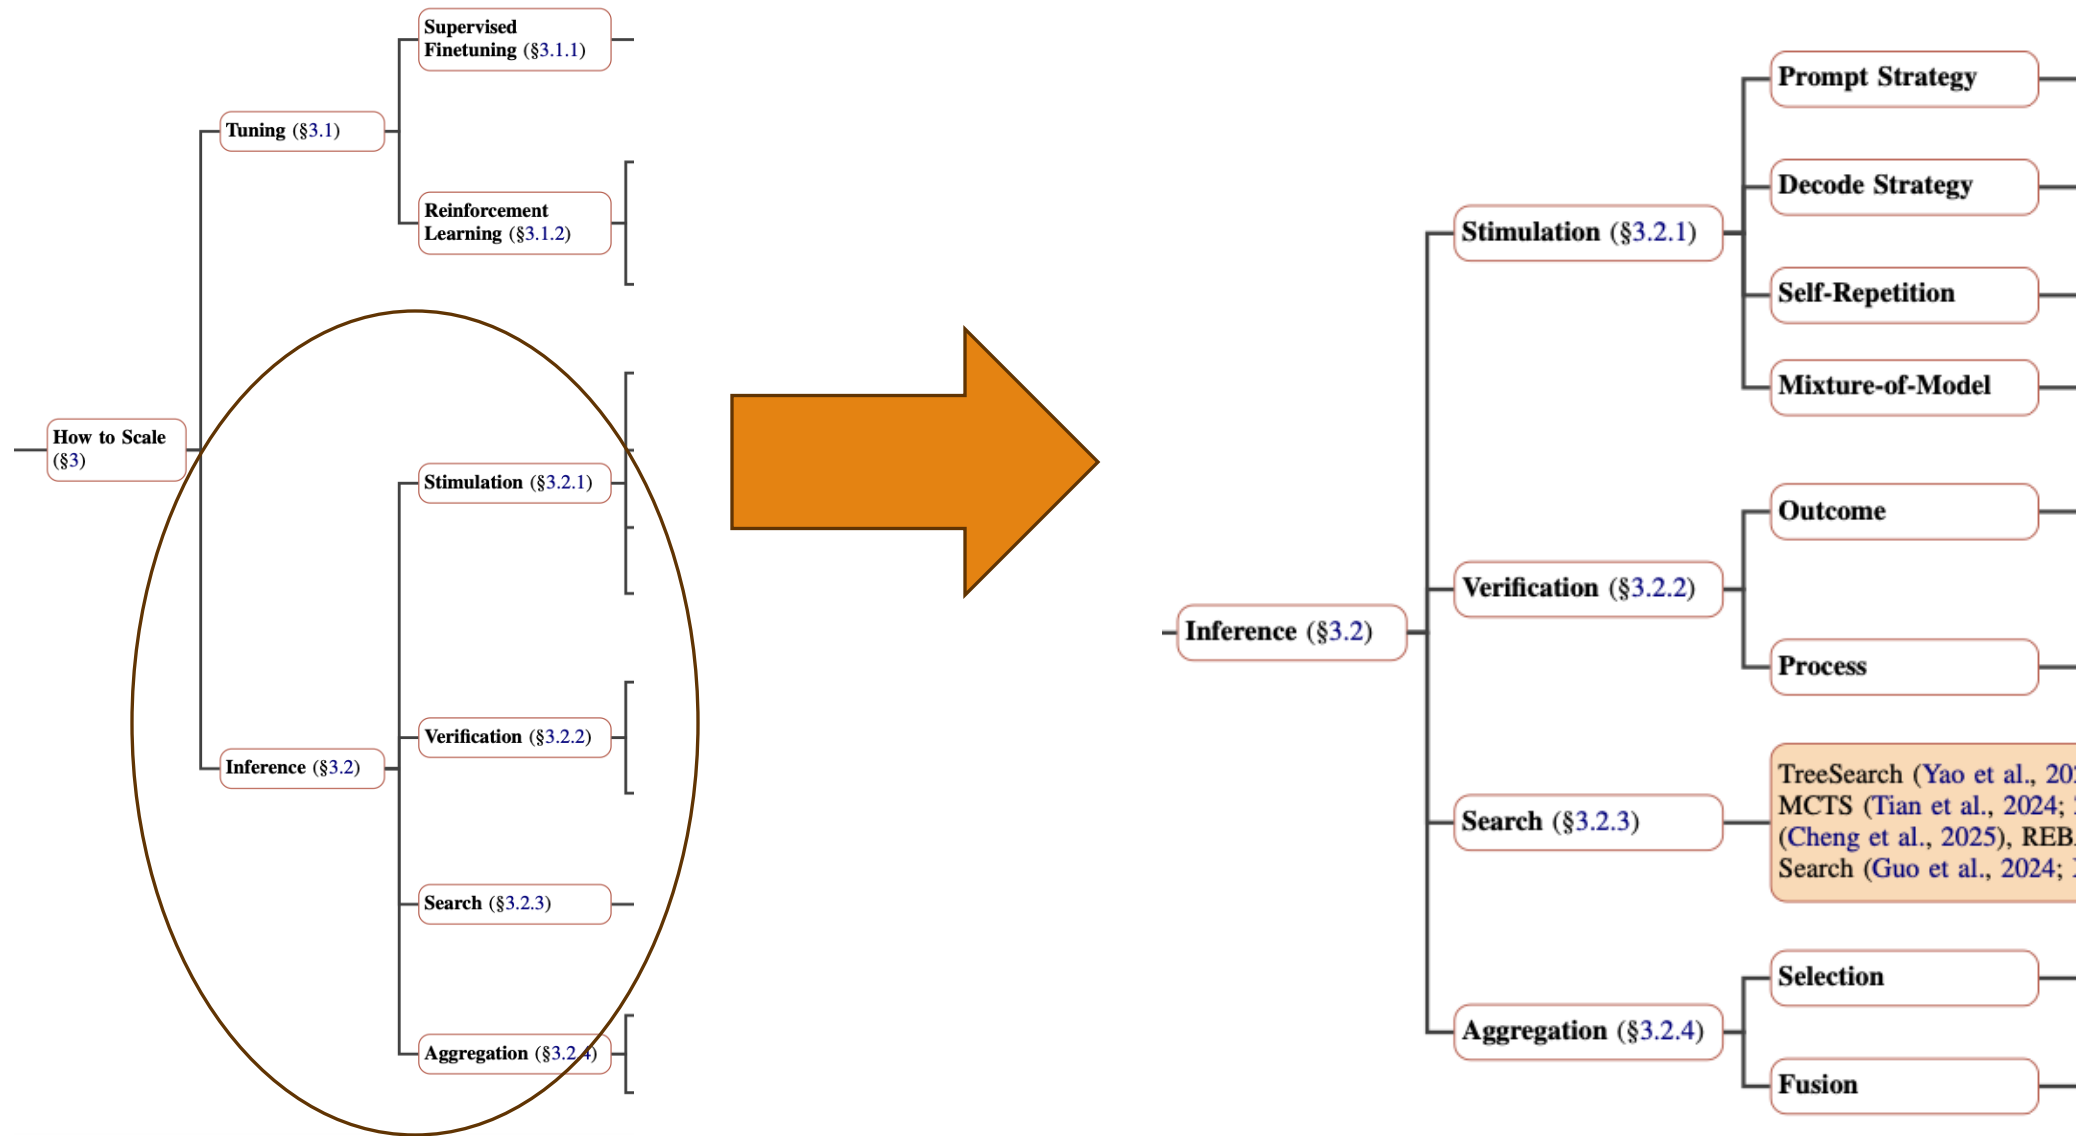 Supervised
Finetuning (§3.1.1)
Tuning (§3.1)
Reinforcement
Learning (§3.1.2)
How to Scale
(§3)
Stimulation (§3.2.1)
Verification (§3.2.2)
Inference (§3.2)
Search (§3.2.3)
Aggregation (§3.2.4)
Prompt Strategy
Decode Strategy
Stimulation (§3.2.1)
Self-Repetition
Mixture-of-Model
Outcome
Verification (§3.2.2)
Inference (§3.2)
Process
TreeSearch (Yao et al.,
MCTS (Tian et al., 2024;
Search (§3.2.3)
(Cheng et al., 2025),
Search (Guo et al., 2024;
Selection
Aggregation (§3.2.4)
Fusion